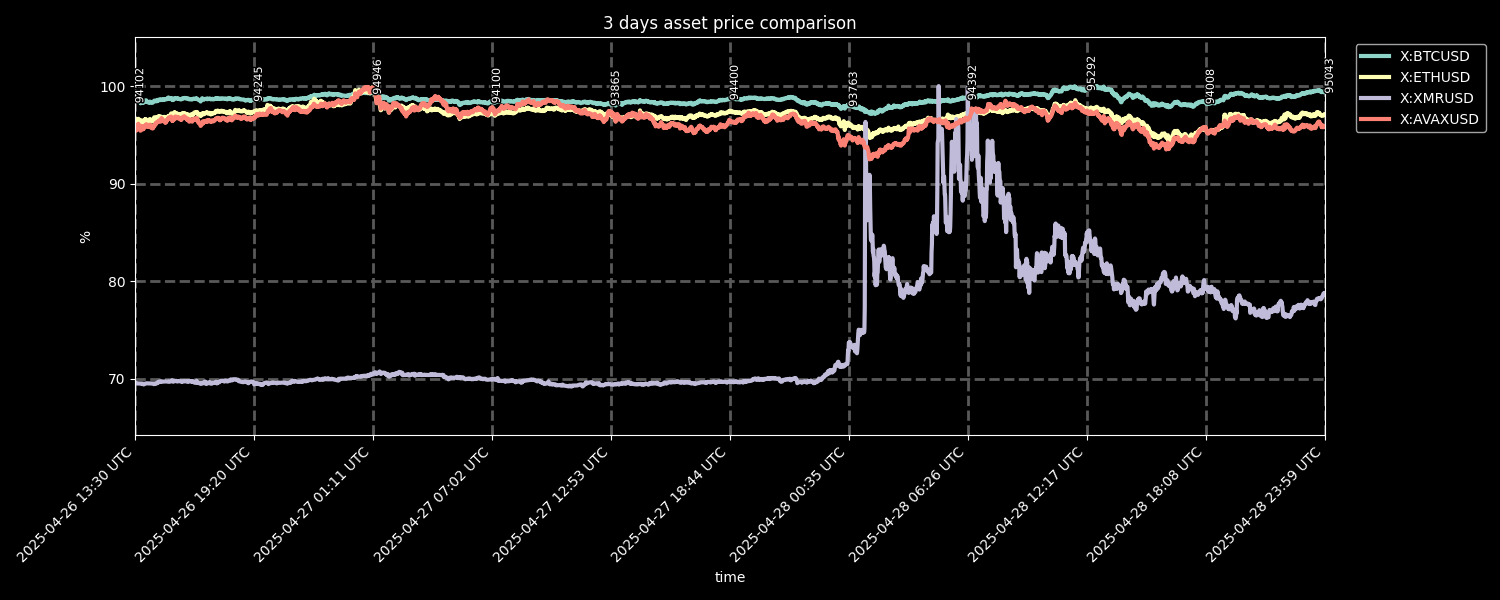 3 days asset price comparison
X:BTCUSD
X:ETHUSD
X:XMRUSD
X:AVAXUSD
100
90
80
70
%
94102
94245
94946
94100
93865
94400
93763
94392
95292
94008
95043
2025-04-26 13:30 UTC
2025-04-26 19:20 UTC
2025-04-27 01:11 UTC
2025-04-27 07:02 UTC
2025-04-27 12:53 UTC
2025-04-27 18:44 UTC
2025-04-28 00:35 UTC
2025-04-28 06:26 UTC
2025-04-28 12:17 UTC
2025-04-28 18:08 UTC
2025-04-28 23:59 UTC
time